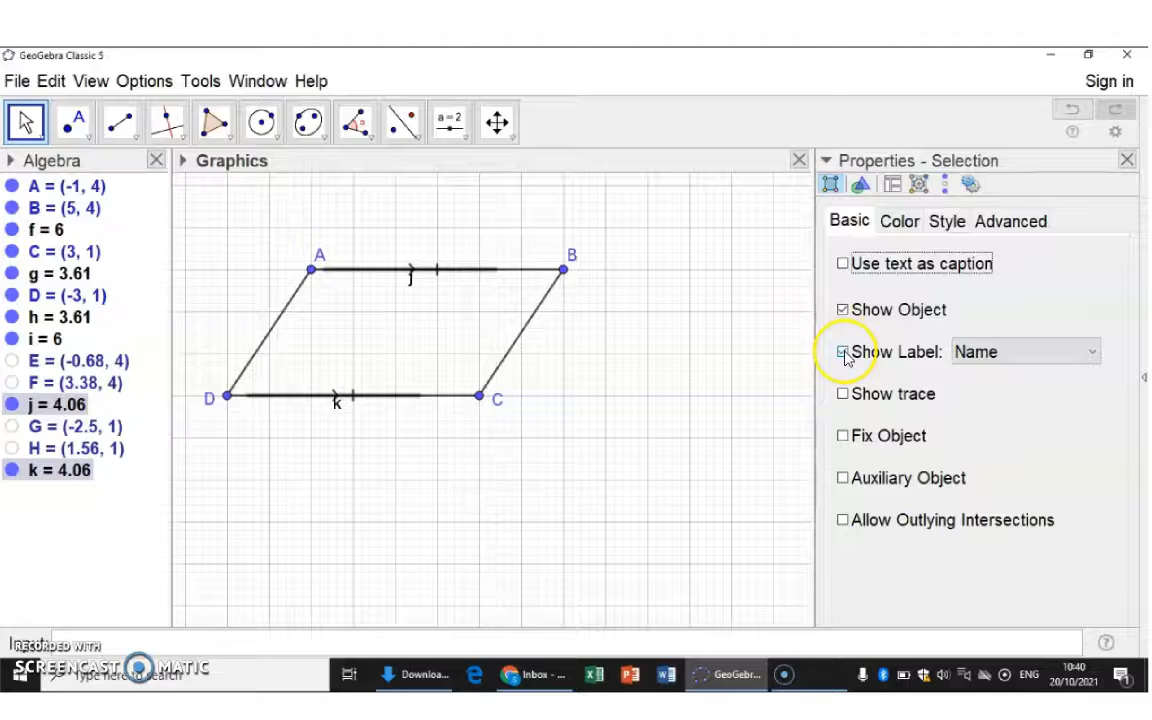 GeoGebra Classic 5
File Edit View Options Tools Window Help
Sign in
A
a = 2
Algebra
Graphics
Properties - Selection
A = (-1, 4)
B = (5, 4)
f = 6
C = (3, 1)
g = 3.61
D = (-3, 1)
h = 3.61
i = 6
E = (-0.68, 4)
F = (3.38, 4)
j = 4.06
G = (-2.5, 1)
H = (1.56, 1)
k = 4.06
A
B
j
D
k
C
Basic Color Style Advanced
Use text as caption
Show Object
Show Label: Name
Show trace
Fix Object
Auxiliary Object
Allow Outlying Intersections
RECORDED WITH
SCREENCAST MATIC
Type here to search
Downloa...
Inbox - ...
GeoGebr...
ENG
10:40
20/10/2021